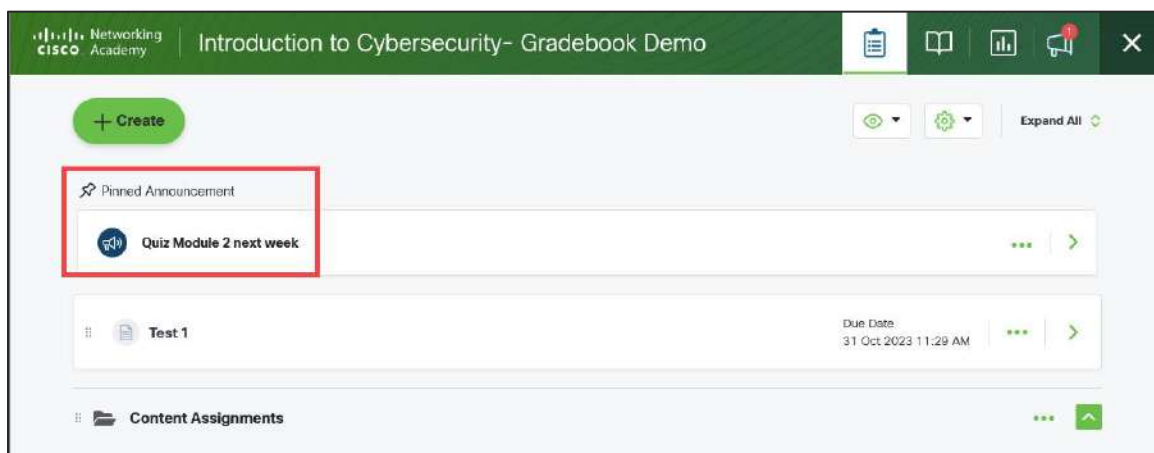 Networking
CISCO Academy
Introduction to Cybersecurity- Gradebook Demo
1
+ Create
Expand All
Pinned Announcement
Quiz Module 2 next week
Test 1
Due Date
31 Oct 2023 11:29 AM
Content Assignments